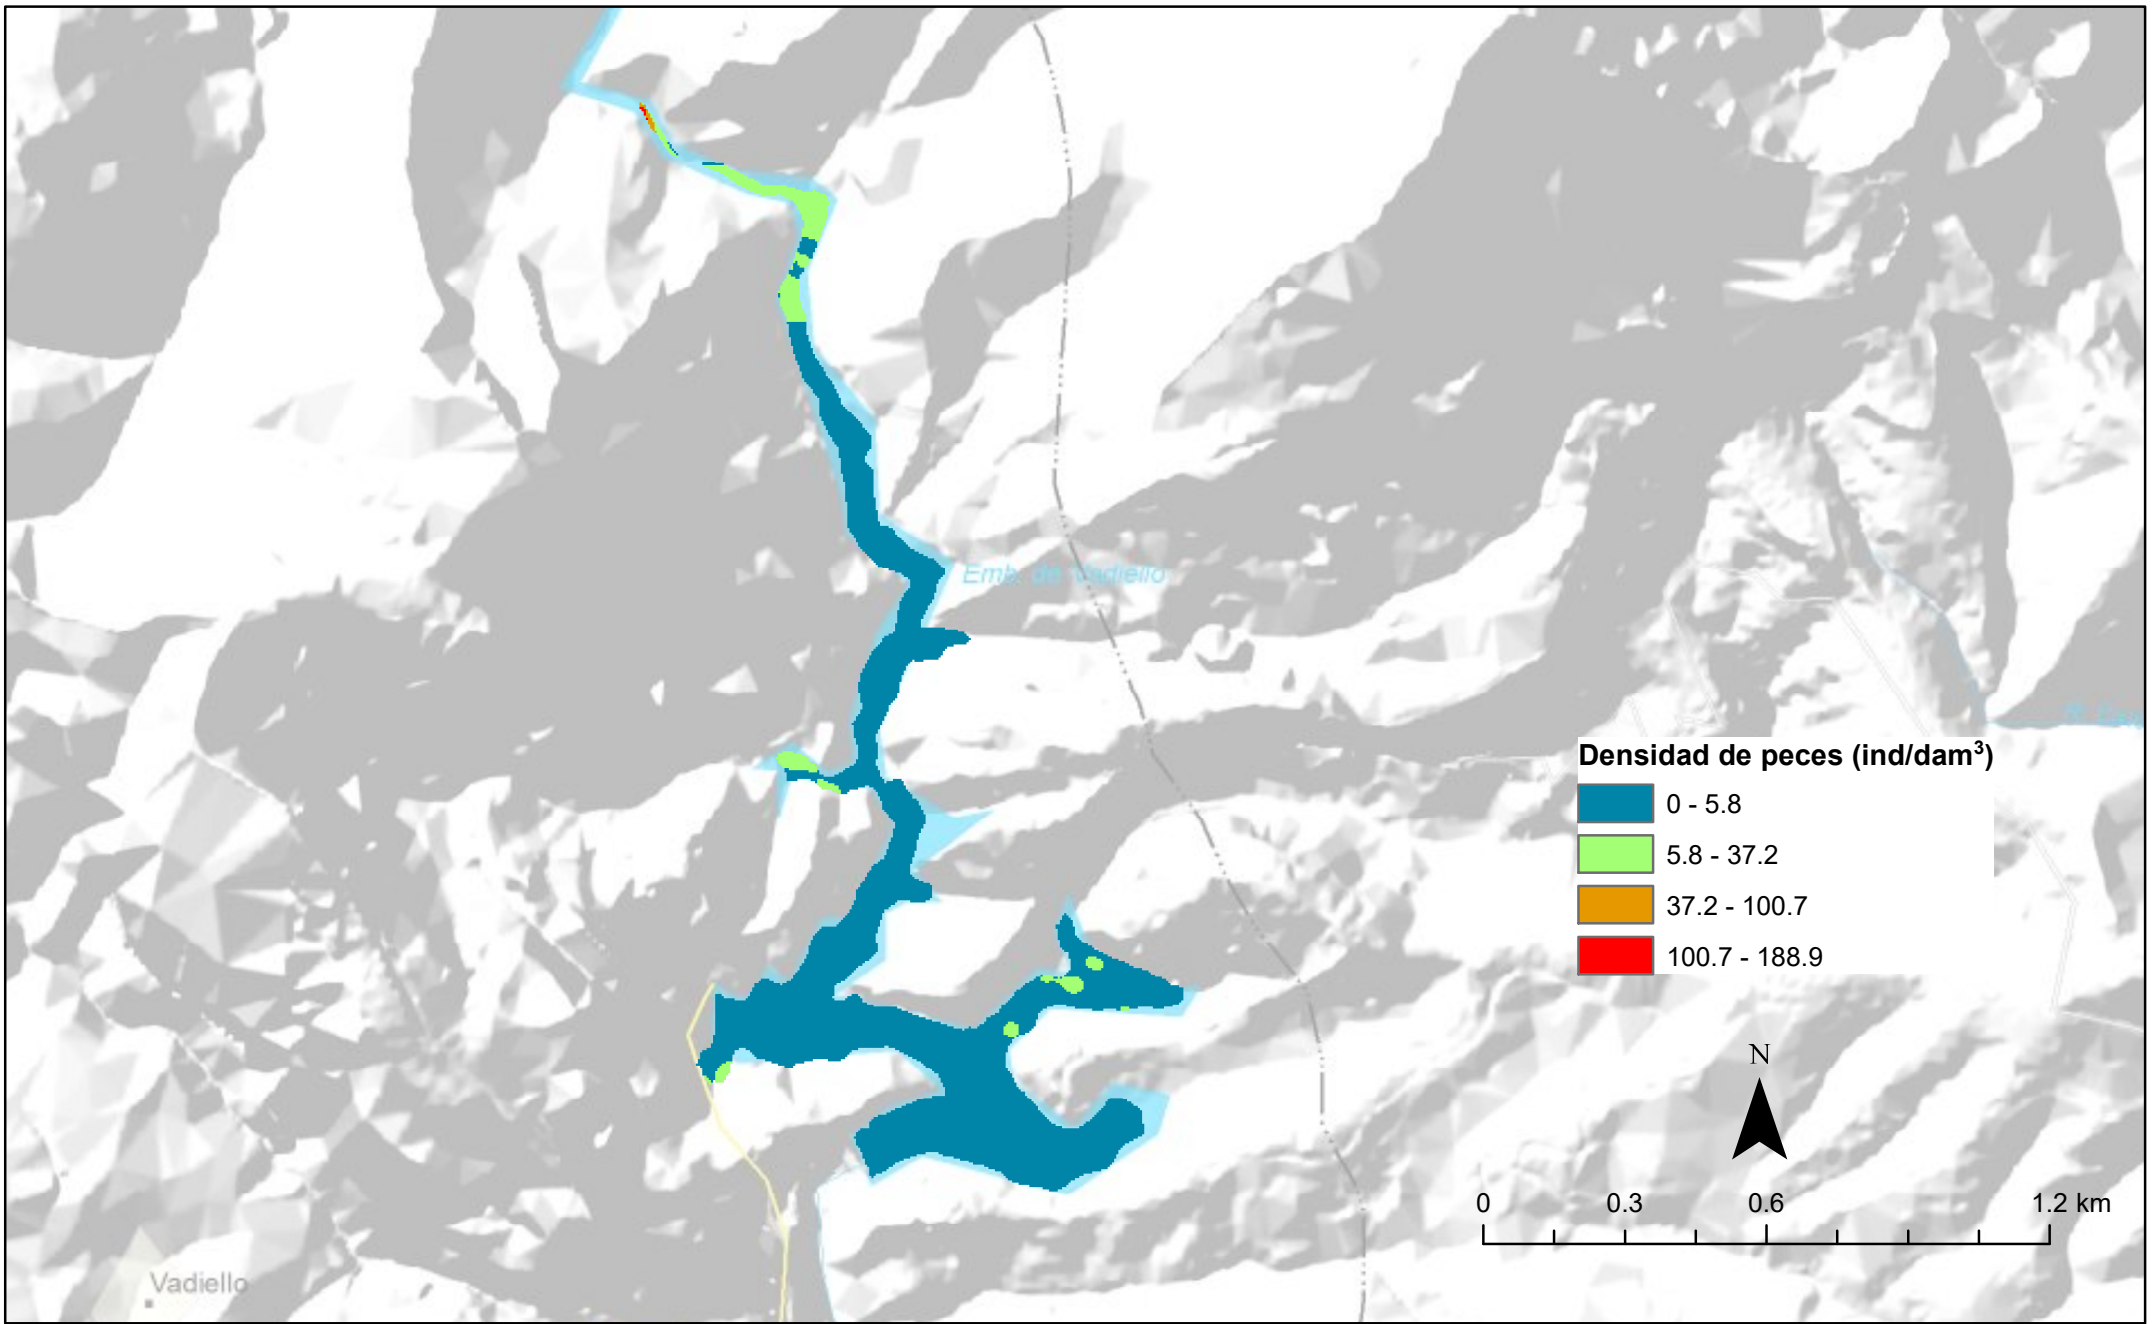 Emb. de Vadiello
Densidad de peces (ind/dam³)
0 - 5.8
5.8 - 37.2
37.2 - 100.7
100.7 - 188.9
N
0 0.3 0.6 1.2 km
Vadiello